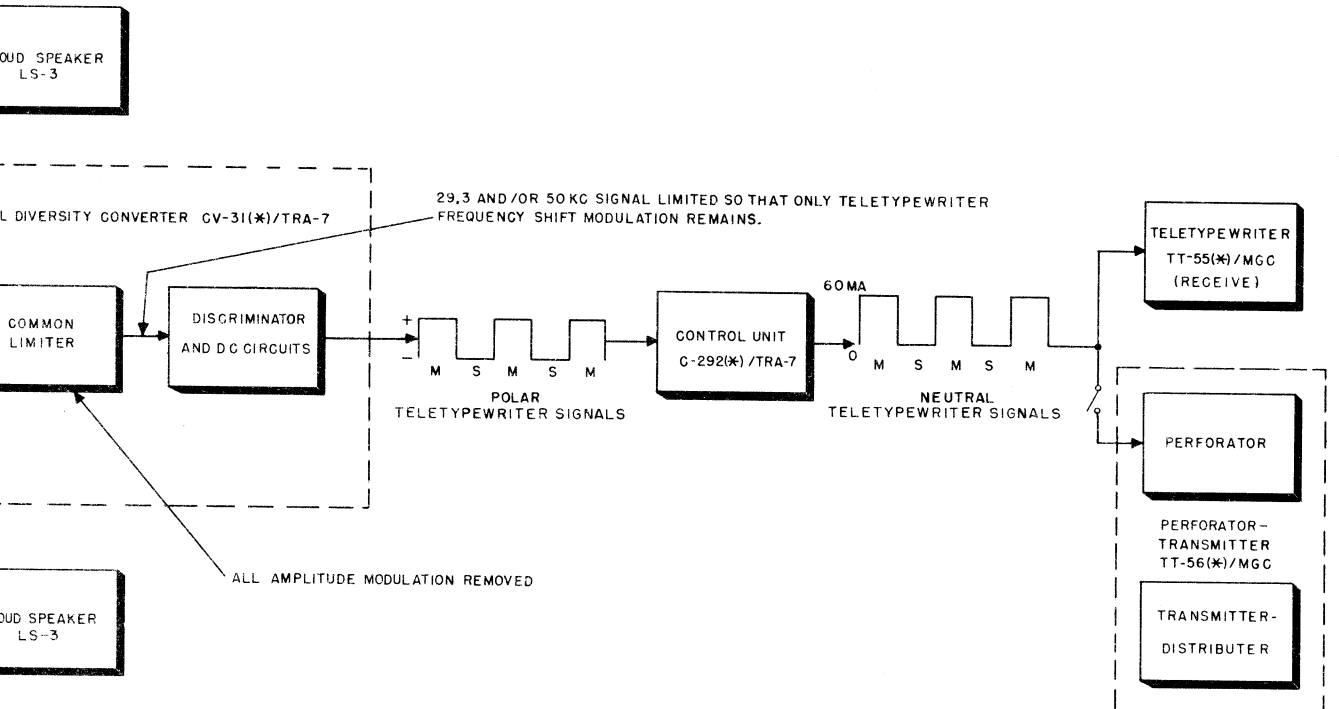 OUD SPEAKER
LS-3
L DIVERSITY CONVERTER CV-31(*)/TRA-7
29.3 AND/OR 50 KC SIGNAL LIMITED SO THAT ONLY TELETYPEWRITER
FREQUENCY SHIFT MODULATION REMAINS.
COMMON
LIMITER
DISCRIMINATOR
AND DC CIRCUITS
+
−
M S M S M
POLAR
TELETYPEWRITER SIGNALS
CONTROL UNIT
C-292(*)/TRA-7
60 MA
0
M S M S M
NEUTRAL
TELETYPEWRITER SIGNALS
TELETYPEWRITER
TT-55(*)/MGC
(RECEIVE)
PERFORATOR
PERFORATOR-
TRANSMITTER
TT-56(*)/MGC
TRANSMITTER-
DISTRIBUTER
ALL AMPLITUDE MODULATION REMOVED
OUD SPEAKER
LS-3